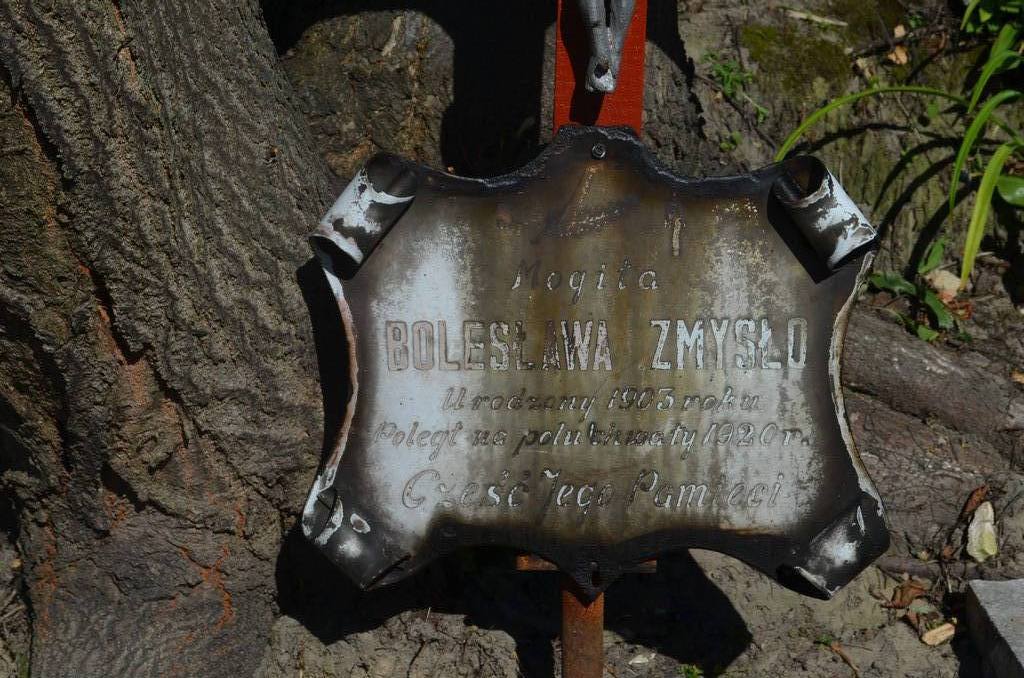 Mogiła
BOLESŁAWA ZMYSŁO
Urodzony 1903 roku
Poległ na polu chwały 1920 r.
Cześć Jego Pamięci